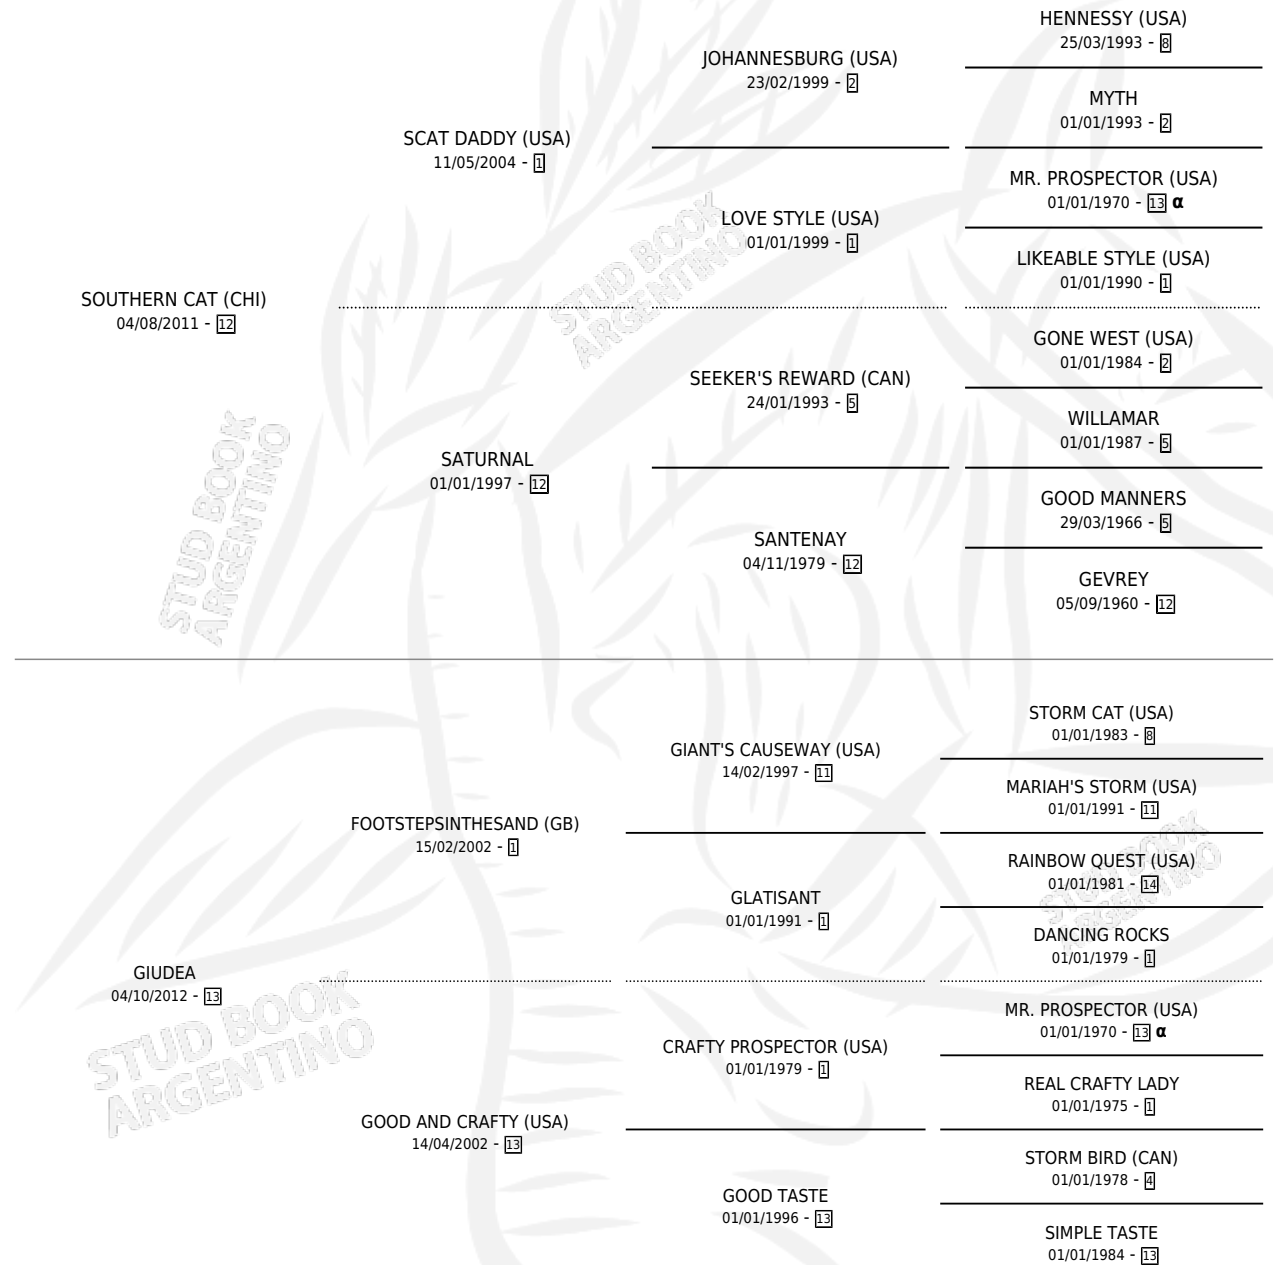 HENNESSY (USA)
25/03/1993 - 8
JOHANNESBURG (USA)
23/02/1999 - 2
MYTH
01/01/1993 - 2
SCAT DADDY (USA)
11/05/2004 - 1
MR. PROSPECTOR (USA)
01/01/1970 - 13 α
LOVE STYLE (USA)
01/01/1999 - 1
LIKEABLE STYLE (USA)
01/01/1990 - 1
STUD BOOK
ARGENTINO
SOUTHERN CAT (CHI)
04/08/2011 - 12
GONE WEST (USA)
01/01/1984 - 2
SEEKER'S REWARD (CAN)
24/01/1993 - 5
WILLAMAR
01/01/1987 - 5
SATURNAL
01/01/1997 - 12
GOOD MANNERS
29/03/1966 - 5
SANTENAY
04/11/1979 - 12
GEVREY
05/09/1960 - 12
STUD BOOK
ARGENTINO
STORM CAT (USA)
01/01/1983 - 8
GIANT'S CAUSEWAY (USA)
14/02/1997 - 11
MARIAH'S STORM (USA)
01/01/1991 - 11
FOOTSTEPSINTHESAND (GB)
15/02/2002 - 1
RAINBOW QUEST (USA)
01/01/1981 - 14
STUD BOOK
ARGENTINO
GLATISANT
01/01/1991 - 1
DANCING ROCKS
01/01/1979 - 1
GIUDEA
04/10/2012 - 13
MR. PROSPECTOR (USA)
01/01/1970 - 13 α
STUD BOOK
ARGENTINO
CRAFTY PROSPECTOR (USA)
01/01/1979 - 1
REAL CRAFTY LADY
01/01/1975 - 1
GOOD AND CRAFTY (USA)
14/04/2002 - 13
STORM BIRD (CAN)
01/01/1978 - 4
GOOD TASTE
01/01/1996 - 13
SIMPLE TASTE
01/01/1984 - 13